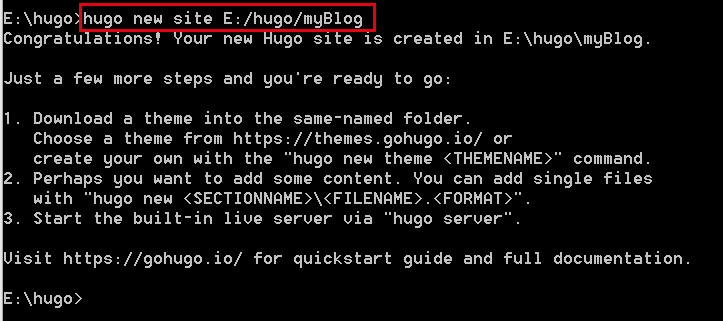 E:\hugo>hugo new site E:/hugo/myBlog
Congratulations! Your new Hugo site is created in E:\hugo\myBlog.
Just a few more steps and you're ready to go:
1. Download a theme into the same-named folder.
Choose a theme from https://themes.gohugo.io/ or
create your own with the "hugo new theme <THEMENAME>" command.
2. Perhaps you want to add some content. You can add single files
with "hugo new <SECTIONNAME>\<FILENAME>.<FORMAT>".
3. Start the built-in live server via "hugo server".
Visit https://gohugo.io/ for quickstart guide and full documentation.
E:\hugo>